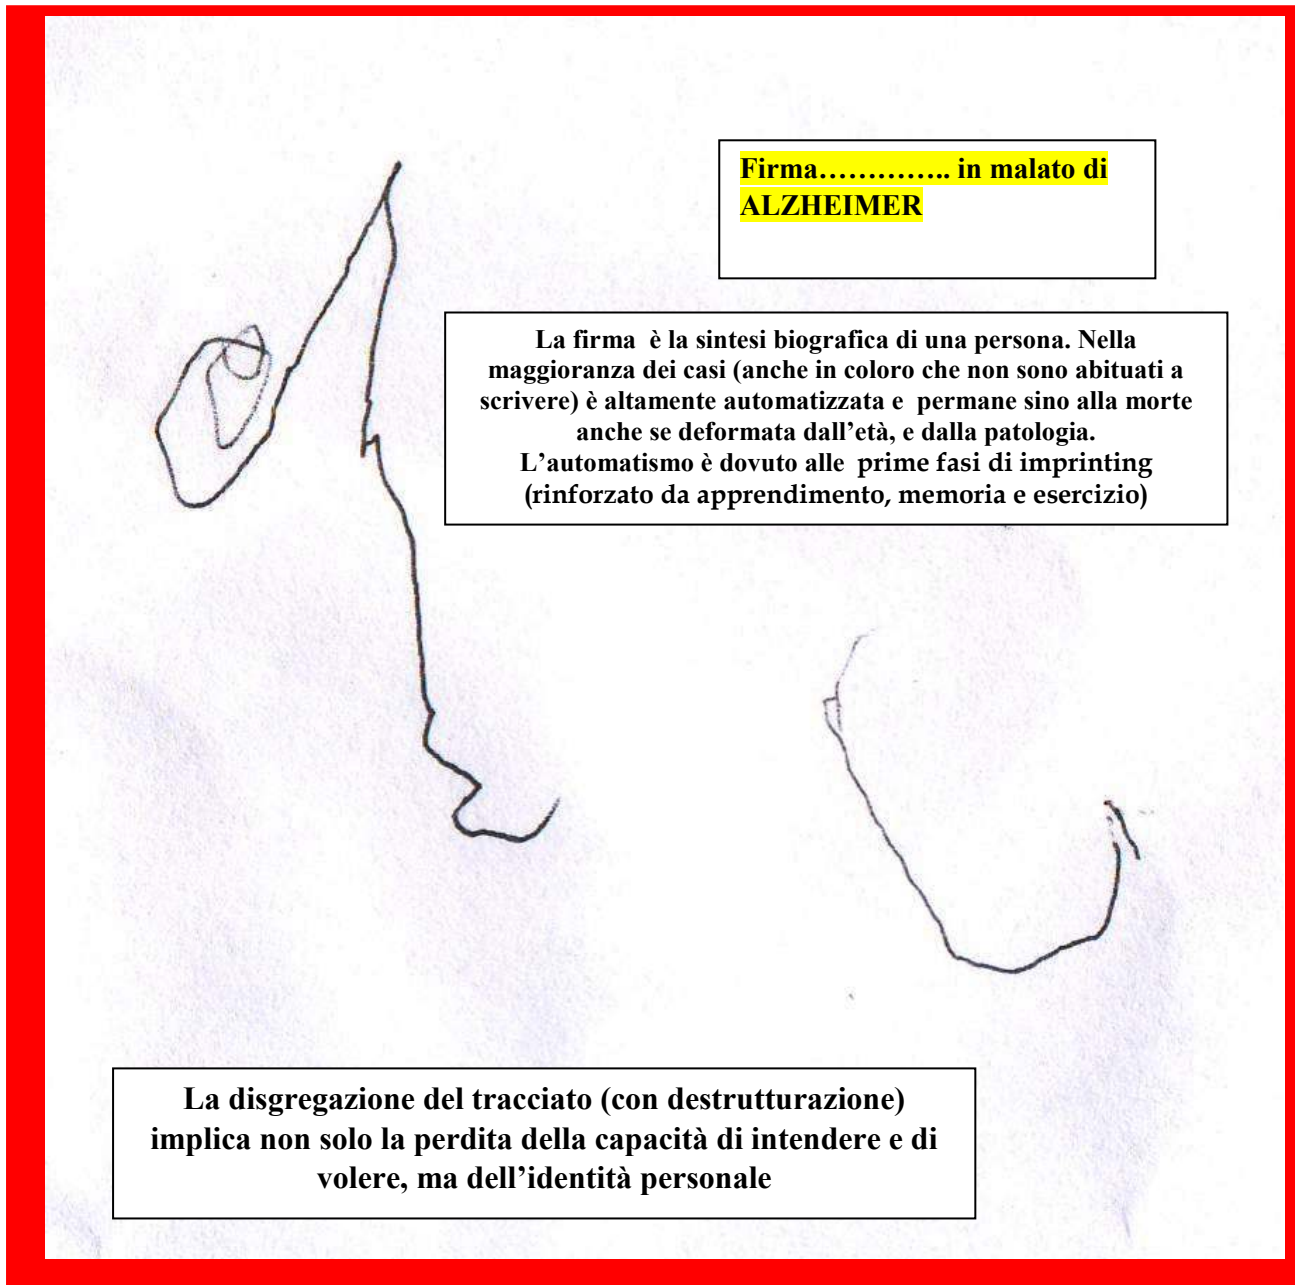 Firma………….. in malato di
ALZHEIMER
La firma è la sintesi biografica di una persona. Nella
maggioranza dei casi (anche in coloro che non sono abituati a
scrivere) è altamente automatizzata e permane sino alla morte
anche se deformata dall’età, e dalla patologia.
L’automatismo è dovuto alle prime fasi di imprinting
(rinforzato da apprendimento, memoria e esercizio)
La disgregazione del tracciato (con destrutturazione)
implica non solo la perdita della capacità di intendere e di
volere, ma dell’identità personale